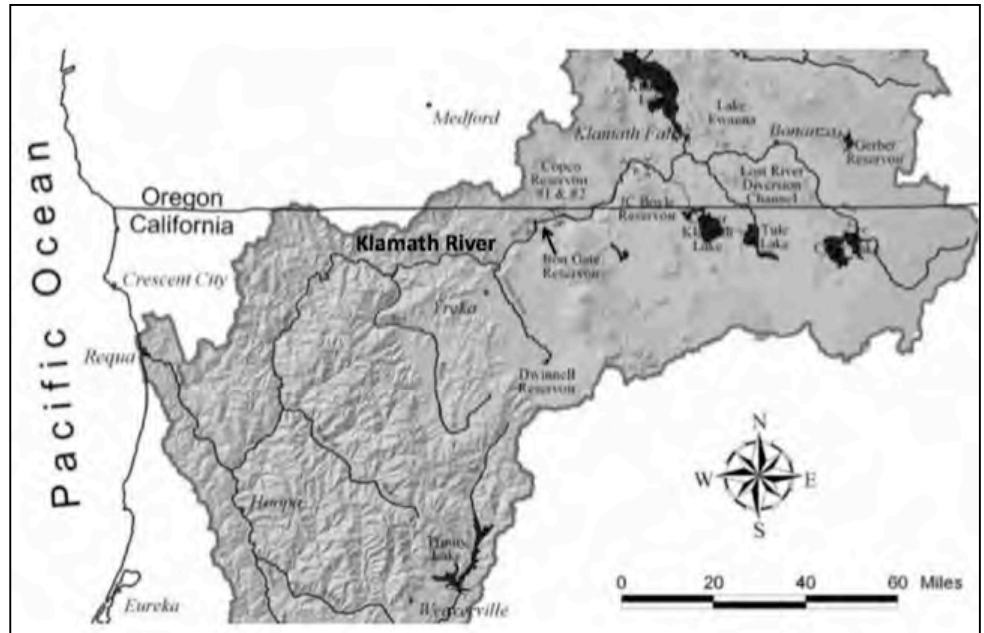 Medford
Lake
Ewauna
Klamath Falls
Bonanza
Gerber
Reservoir
Copco
Reservoir
#1 & #2
Lost River
Diversion
Channel
JC Boyle
Reservoir
Oregon
California
Klamath River
Lake
Tule
Lake
Iron Gate
Reservoir
Crescent City
Yreka
Requa
Dwinnell
Reservoir
Pacific Ocean
Hoopa
Trinity
Lake
Weaverville
Eureka
N
W E
S
0 20 40 60 Miles